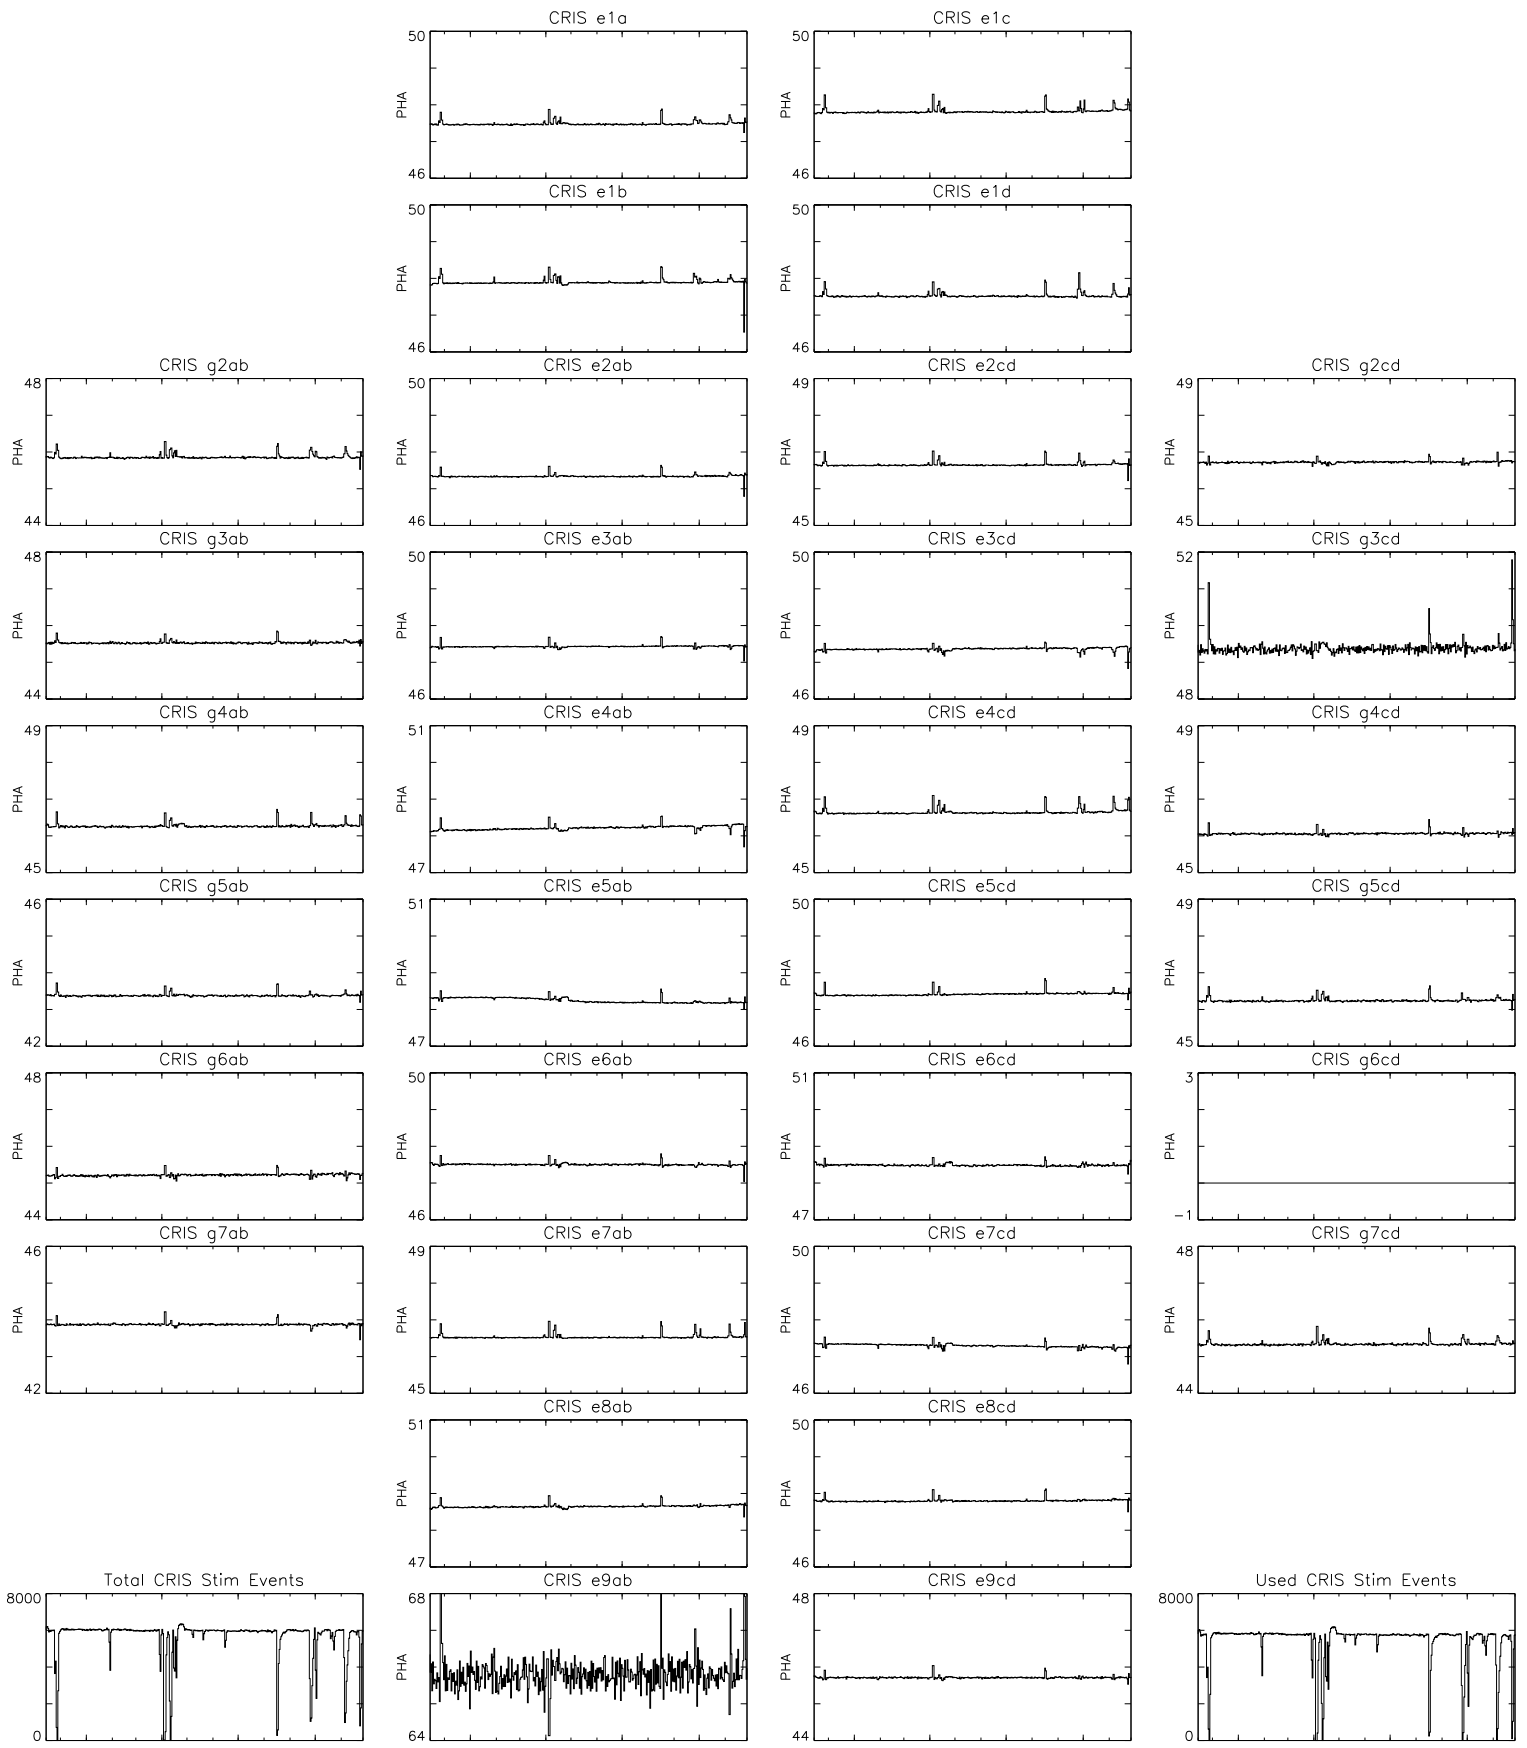 CRIS e1a
50
PHA
46
CRIS e1c
50
PHA
46
CRIS e1b
50
PHA
46
CRIS e1d
50
PHA
46
CRIS g2ab
48
PHA
44
CRIS e2ab
50
PHA
46
CRIS e2cd
49
PHA
45
CRIS g2cd
49
PHA
45
CRIS g3ab
48
PHA
44
CRIS e3ab
50
PHA
46
CRIS e3cd
50
PHA
46
CRIS g3cd
52
PHA
48
CRIS g4ab
49
PHA
45
CRIS e4ab
51
PHA
47
CRIS e4cd
49
PHA
45
CRIS g4cd
49
PHA
45
CRIS g5ab
46
PHA
42
CRIS e5ab
51
PHA
47
CRIS e5cd
50
PHA
46
CRIS g5cd
49
PHA
45
CRIS g6ab
48
PHA
44
CRIS e6ab
50
PHA
46
CRIS e6cd
51
PHA
47
CRIS g6cd
3
PHA
-1
CRIS g7ab
46
PHA
42
CRIS e7ab
49
PHA
45
CRIS e7cd
50
PHA
46
CRIS g7cd
48
PHA
44
CRIS e8ab
51
PHA
47
CRIS e8cd
50
PHA
46
Total CRIS Stim Events
8000
0
CRIS e9ab
68
PHA
64
CRIS e9cd
48
PHA
44
Used CRIS Stim Events
8000
0